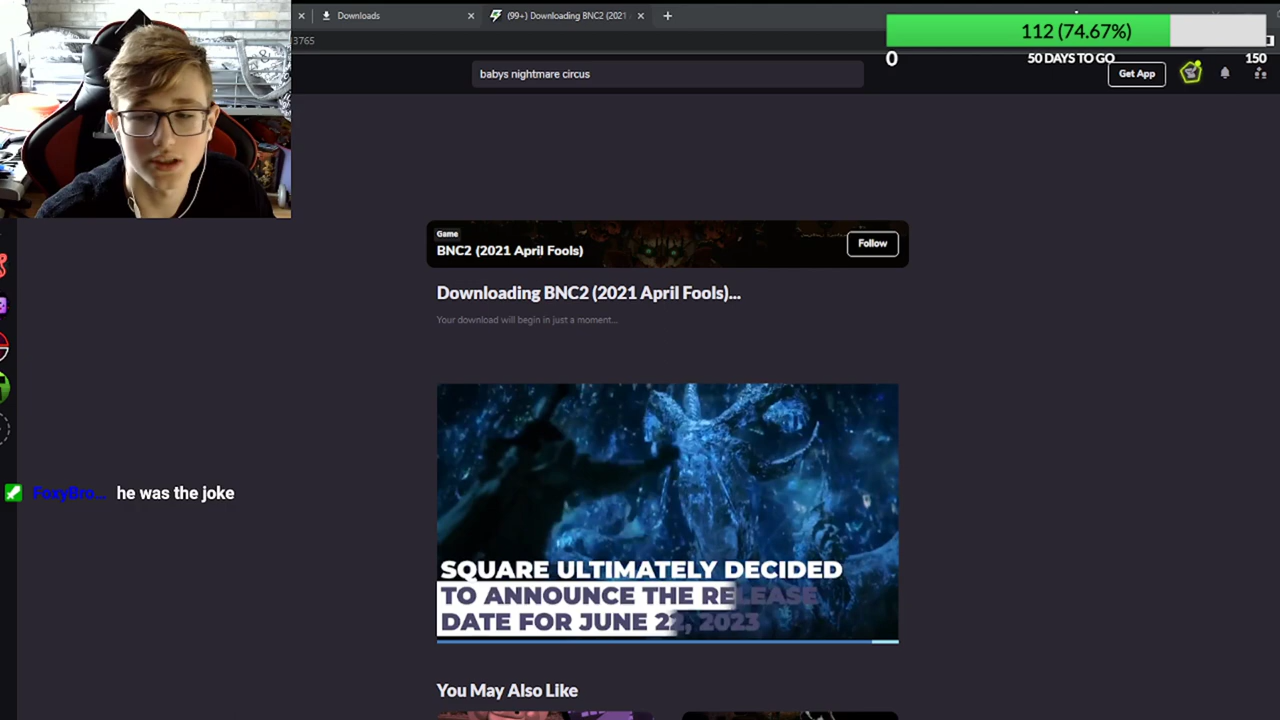 Downloads
(99+) Downloading BNC2 (2021
3765
112 (74.67%)
0
50 DAYS TO GO
150
babys nightmare circus
Get App
Game
BNC2 (2021 April Fools)
Follow
Downloading BNC2 (2021 April Fools)...
Your download will begin in just a moment...
FoxyBro... he was the joke
SQUARE ULTIMATELY DECIDED
TO ANNOUNCE THE RELEASE
DATE FOR JUNE 22, 2023
You May Also Like